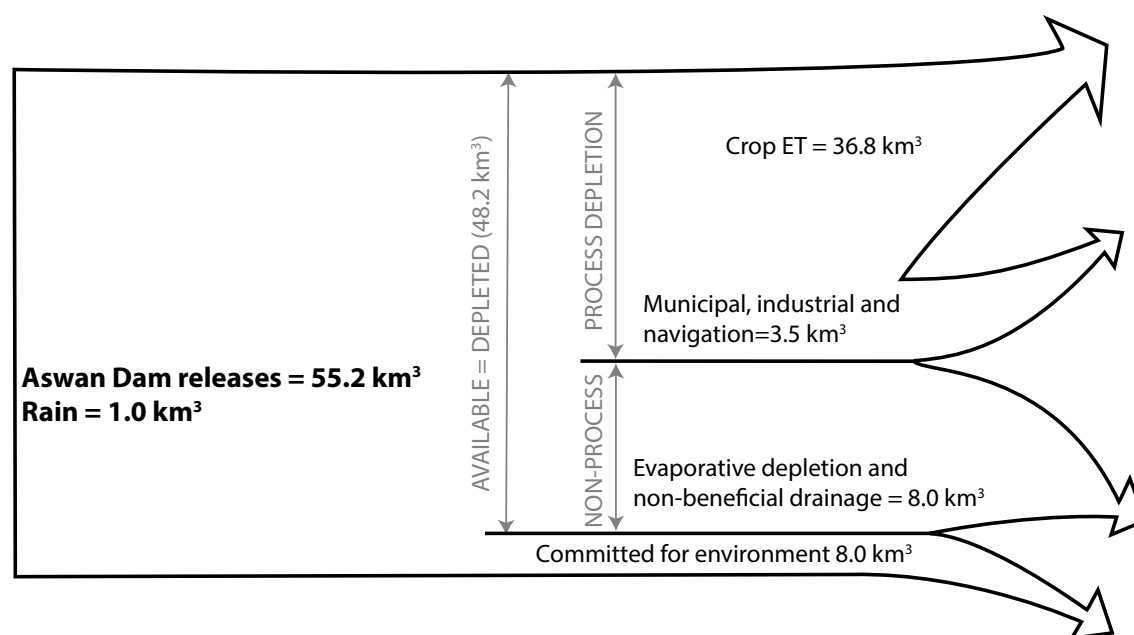 Crop ET = 36.8 km³
AVAILABLE = DEPLETED (48.2 km³)
PROCESS DEPLETION
Municipal, industrial and
navigation=3.5 km³
Aswan Dam releases = 55.2 km³
Rain = 1.0 km³
NON-PROCESS
Evaporative depletion and
non-beneficial drainage = 8.0 km³
Committed for environment 8.0 km³